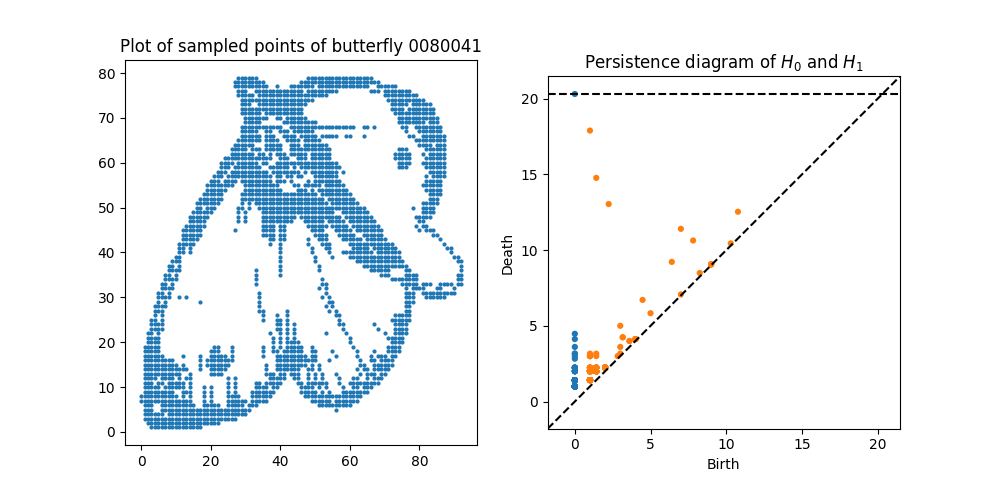 Plot of sampled points of butterfly 0080041
80
70
60
50
40
30
20
10
0
0 20 40 60 80
Persistence diagram of H₀ and H₁
20
15
10
5
0
Death
0 5 10 15 20
Birth